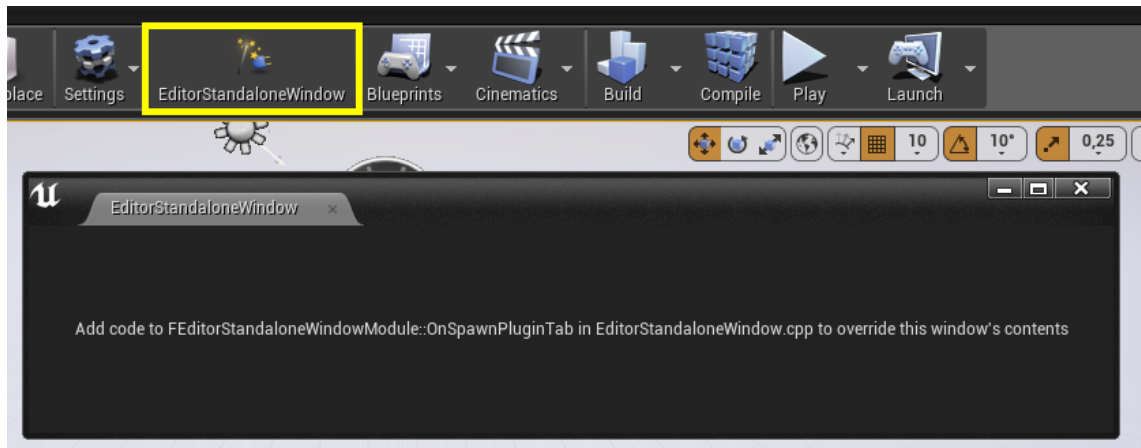 Settings
EditorStandaloneWindow
Blueprints
Cinematics
Build
Compile
Play
Launch
10
10°
0,25
EditorStandaloneWindow
Add code to FEditorStandaloneWindowModule::OnSpawnPluginTab in EditorStandaloneWindow.cpp to override this window's contents